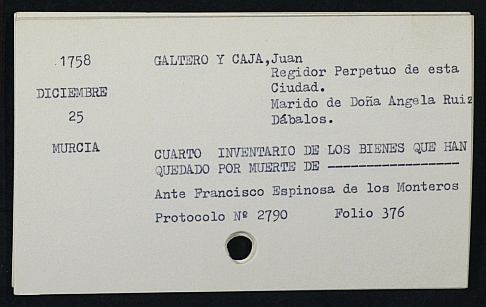 1758
DICIEMBRE
25
MURCIA
GALTERO Y CAJA, Juan
Regidor Perpetuo de esta
Ciudad.
Marido de Doña Angela Ruiz
Dábalos.
CUARTO INVENTARIO DE LOS BIENES QUE HAN
QUEDADO POR MUERTE DE -----------------
Ante Francisco Espinosa de los Monteros
Protocolo Nº 2790 Folio 376